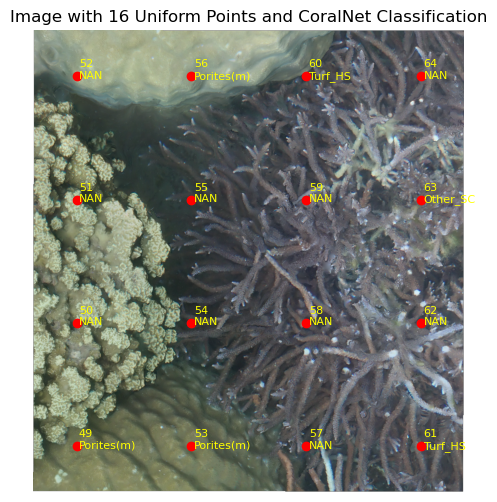 Image with 16 Uniform Points and CoralNet Classification
52
NAN
56
Porites(m)
60
Turf_HS
64
NAN
51
NAN
55
NAN
59
NAN
63
Other_SC
50
NAN
54
NAN
58
NAN
62
NAN
49
Porites(m)
53
Porites(m)
57
NAN
61
Turf_HS